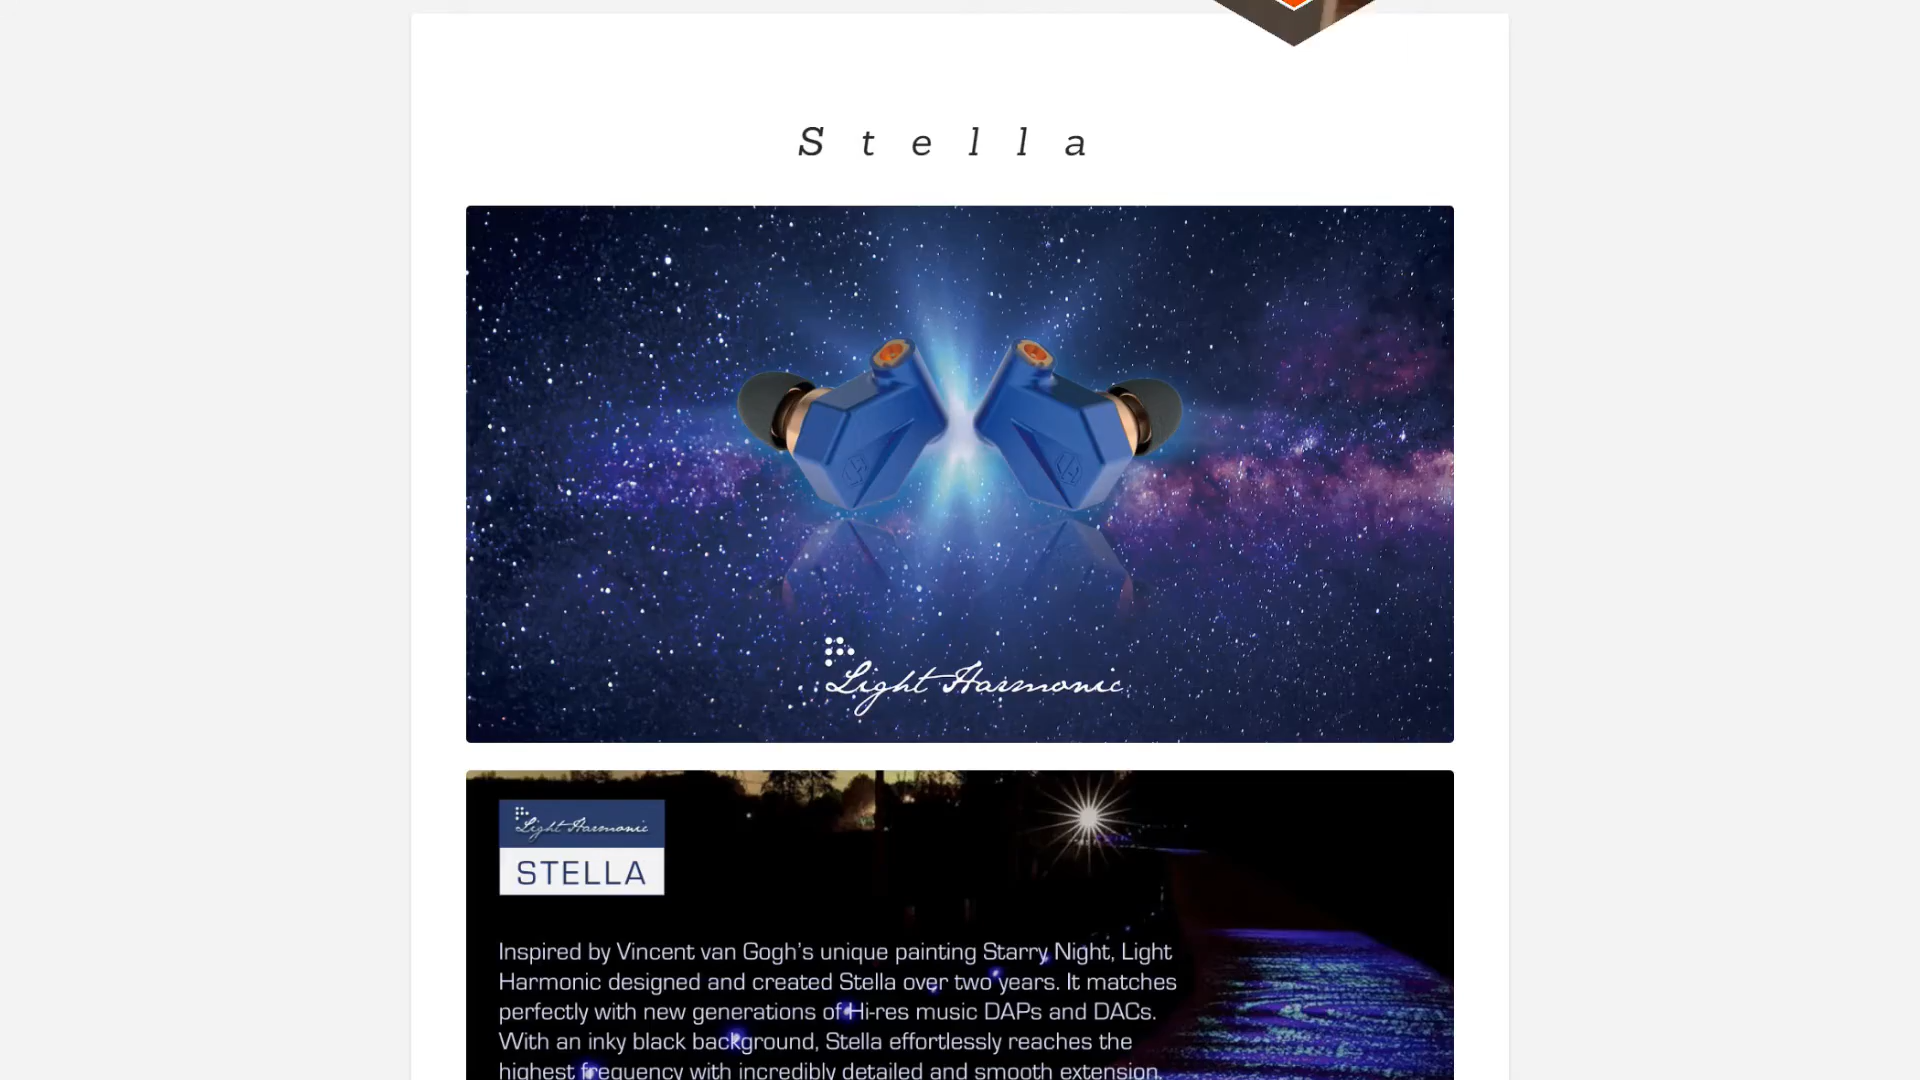 Stella
Light Harmonic
Light Harmonic
STELLA
Inspired by Vincent van Gogh's unique painting Starry Night, Light
Harmonic designed and created Stella over two years. It matches
perfectly with new generations of Hi-res music DAPs and DACs.
With an inky black background, Stella effortlessly reaches the
highest frequency with incredibly detailed and smooth extension.